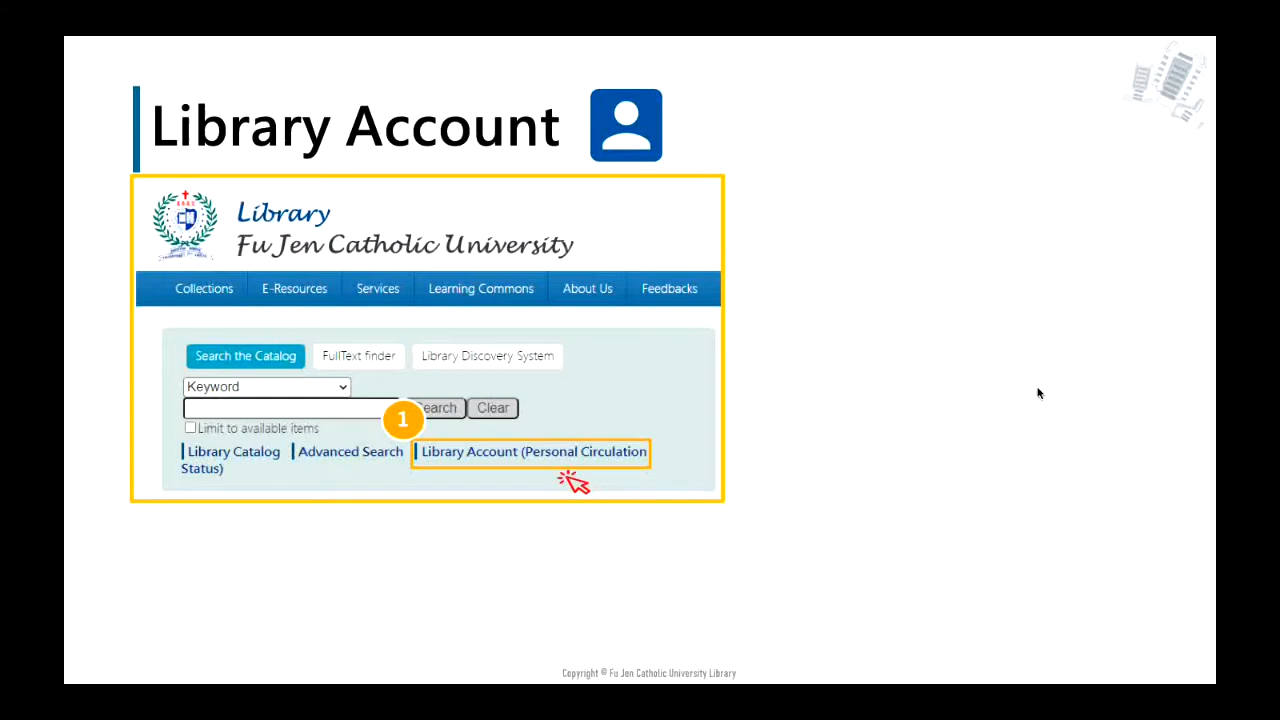 Library Account
Library
Fu Jen Catholic University
Collections E-Resources Services Learning Commons About Us Feedbacks
Search the Catalog FullText finder Library Discovery System
Keyword
1 Search Clear
Limit to available items
Library Catalog Advanced Search Library Account (Personal Circulation
Status)
Copyright © Fu Jen Catholic University Library